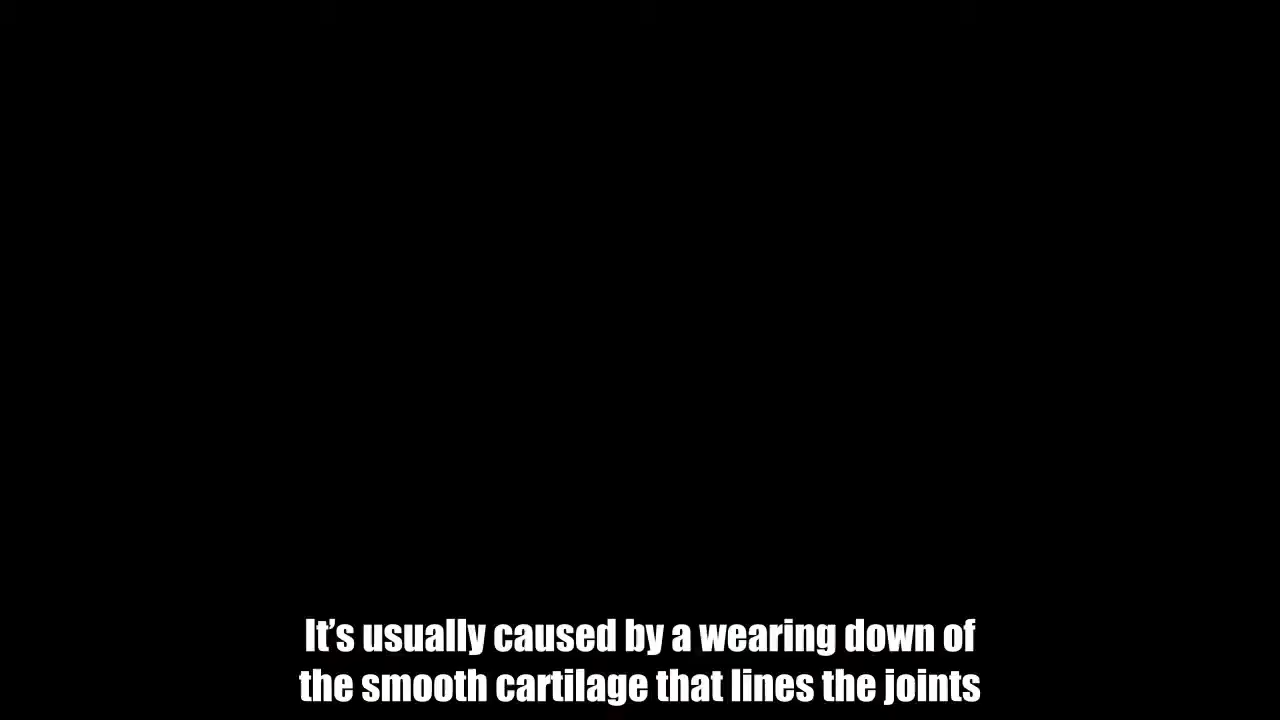 It’s usually caused by a wearing down of
the smooth cartilage that lines the joints